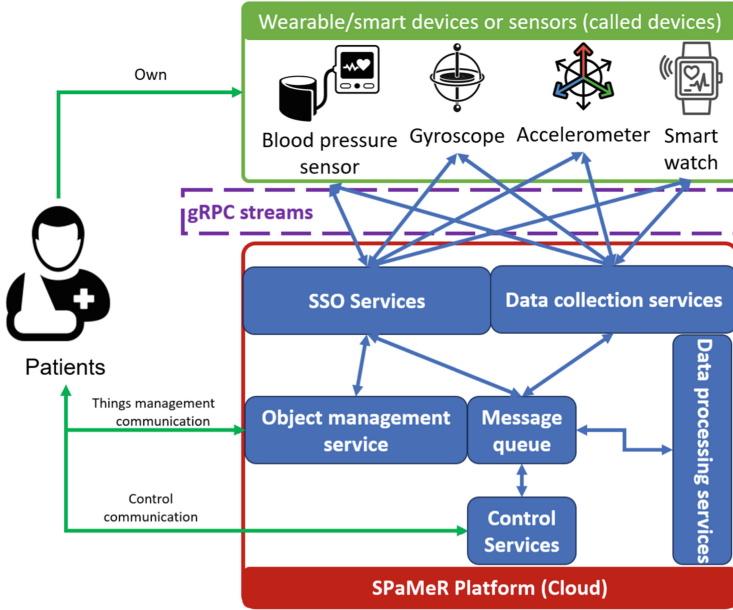 Wearable/smart devices or sensors (called devices)
Own
Blood pressure
sensor
Gyroscope
Accelerometer
Smart
watch
gRPC streams
SSO Services
Data collection services
Patients
Things management
communication
Object management
service
Message
queue
Data processing services
Control
communication
Control
Services
SPaMeR Platform (Cloud)